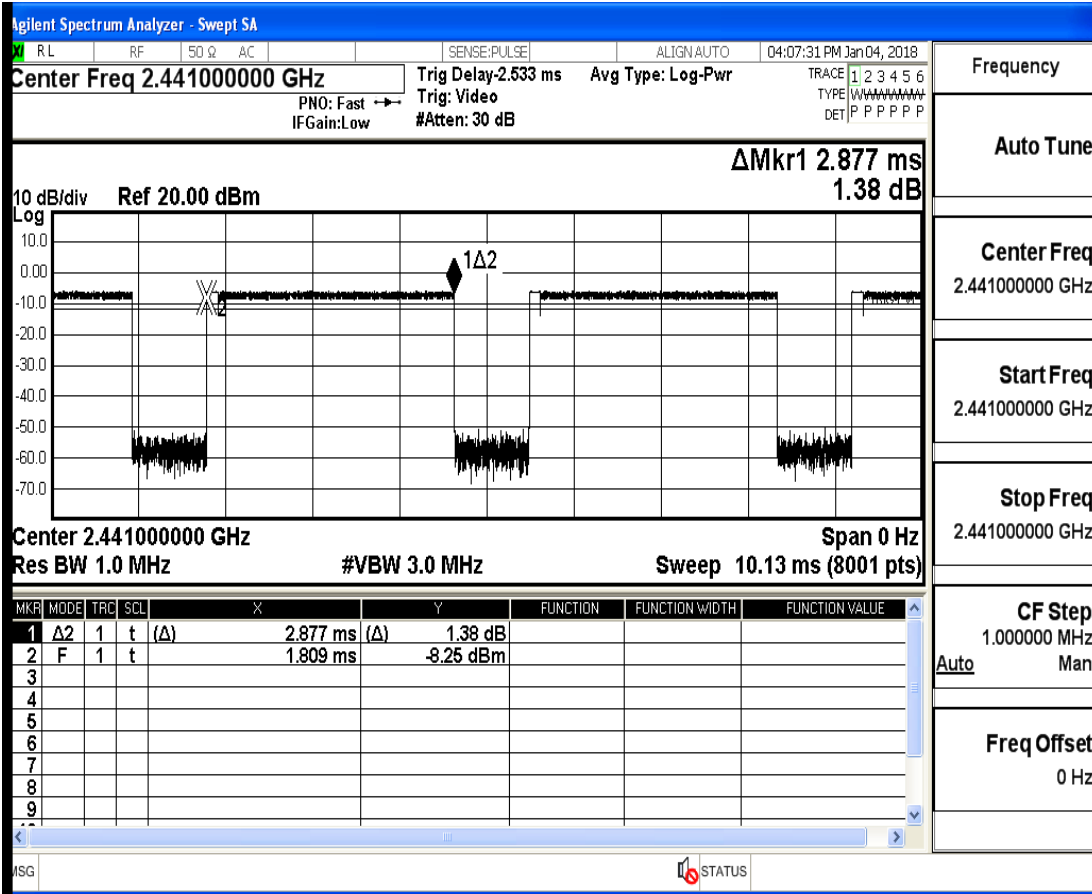 Agilent Spectrum Analyzer - Swept SA
RL RF 50 Ω AC SENSE:PULSE ALIGN AUTO 04:07:31 PM Jan 04, 2018
Center Freq 2.441000000 GHz
PNO: Fast
IFGain:Low
Trig Delay-2.533 ms
Trig: Video
#Atten: 30 dB
Avg Type: Log-Pwr
TRACE 1 2 3 4 5 6
TYPE WWWWWW
DET P P P P P P
ΔMkr1 2.877 ms
1.38 dB
10 dB/div Ref 20.00 dBm
Log
10.0
0.00
-10.0
-20.0
-30.0
-40.0
-50.0
-60.0
-70.0
1Δ2
2
Center 2.441000000 GHz Span 0 Hz
Res BW 1.0 MHz #VBW 3.0 MHz Sweep 10.13 ms (8001 pts)
MKR MODE TRC SCL X Y FUNCTION FUNCTION WIDTH FUNCTION VALUE
1 Δ2 1 t (Δ) 2.877 ms (Δ) 1.38 dB
2 F 1 t 1.809 ms -8.25 dBm
3
4
5
6
7
8
9
MSG STATUS
Frequency
Auto Tune
Center Freq
2.441000000 GHz
Start Freq
2.441000000 GHz
Stop Freq
2.441000000 GHz
CF Step
1.000000 MHz
Auto Man
Freq Offset
0 Hz